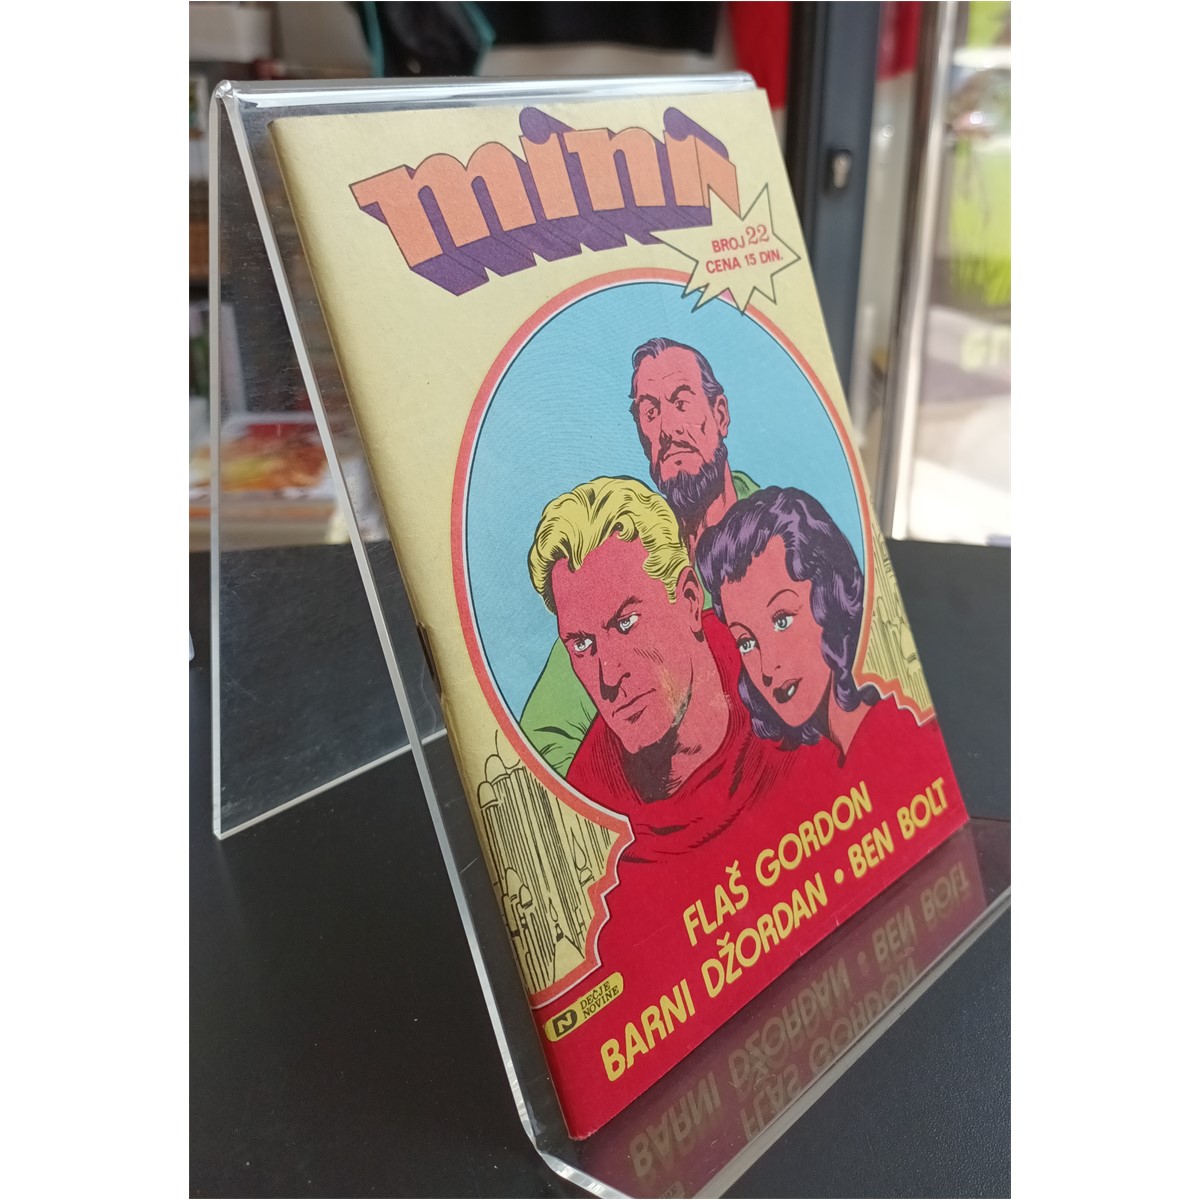 mini
BROJ 22
CENA 15 DIN.
FLAŠ GORDON
BARNI DŽORDAN • BEN BOLT
N DEČJE
NOVINE